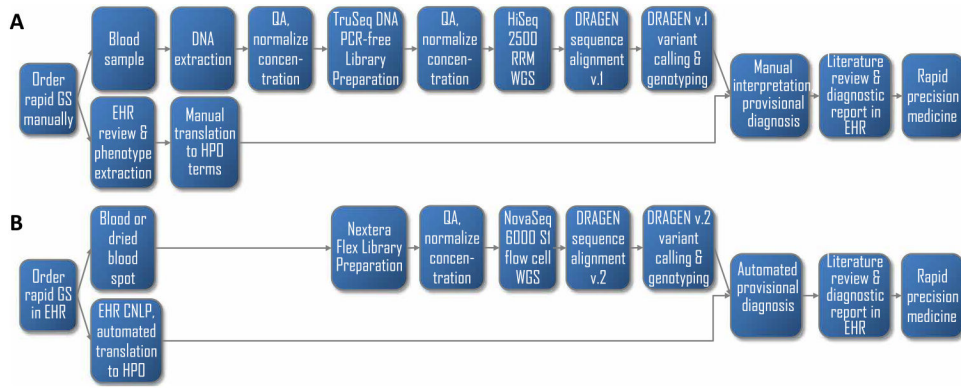 A
Order
rapid GS
manually
Blood
sample
DNA
extraction
QA,
normalize
concen-
tration
TruSeq DNA
PCR-free
Library
Preparation
QA,
normalize
concen-
tration
HiSeq
2500
RRM
WGS
DRAGEN
sequence
alignment
v.1
DRAGEN
v.1
variant
calling &
genotyping
EHR
review &
phenotype
extraction
Manual
translation
to HPO
terms
Manual
interpretation
provisional
diagnosis
Literature
review &
diagnostic
report in
EHR
Rapid
precision
medicine
B
Order
rapid GS
in EHR
Blood or
dried
blood
spot
Nextera
Flex Library
Preparation
QA,
normalize
concen-
tration
NovaSeq
6000 S1
flow cell
WGS
DRAGEN
sequence
alignment
v.2
DRAGEN v.2
variant
calling &
genotyping
EHR CNLP,
automated
translation
to HPO
Automated
provisional
diagnosis
Literature
review &
diagnostic
report in
EHR
Rapid
precision
medicine